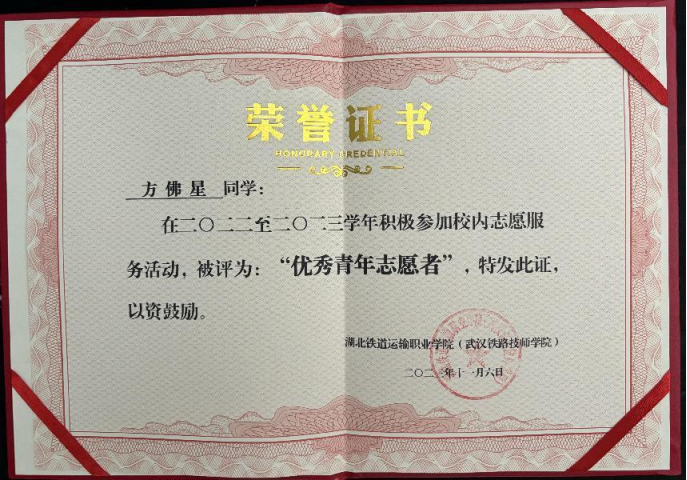 荣誉证书
HONORARY CREDENTIAL
方佛星 同学：
在二〇二二至二〇二三学年积极参加校内志愿服
务活动，被评为：“优秀青年志愿者”，特发此证，
以资鼓励。
湖北铁道运输职业学院（武汉铁路技师学院）
二〇二三年十一月六日